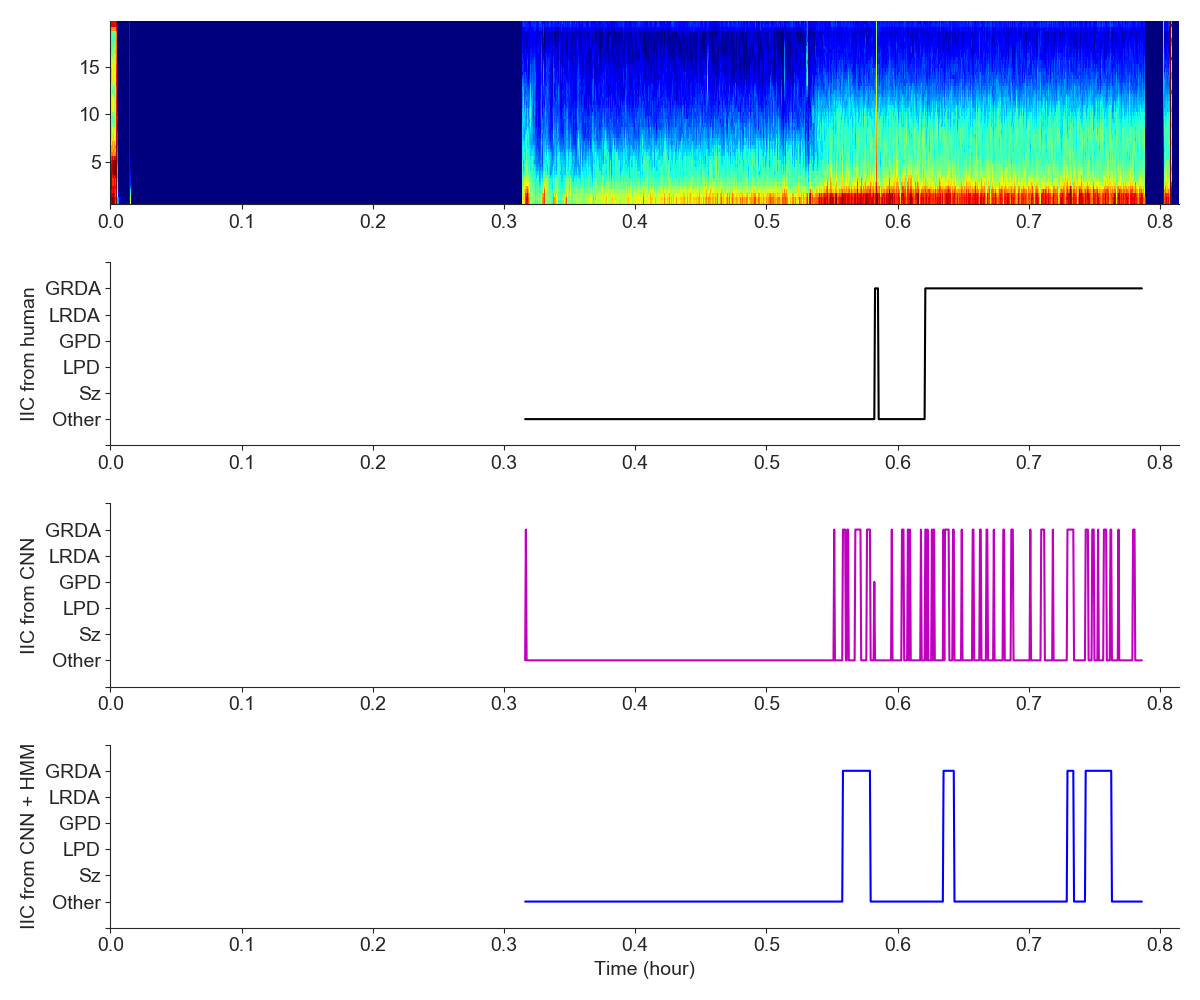 15
10
5
0.0 0.1 0.2 0.3 0.4 0.5 0.6 0.7 0.8
IIC from human
GRDA
LRDA
GPD
LPD
Sz
Other
0.0 0.1 0.2 0.3 0.4 0.5 0.6 0.7 0.8
IIC from CNN
GRDA
LRDA
GPD
LPD
Sz
Other
0.0 0.1 0.2 0.3 0.4 0.5 0.6 0.7 0.8
IIC from CNN + HMM
GRDA
LRDA
GPD
LPD
Sz
Other
0.0 0.1 0.2 0.3 0.4 0.5 0.6 0.7 0.8
Time (hour)